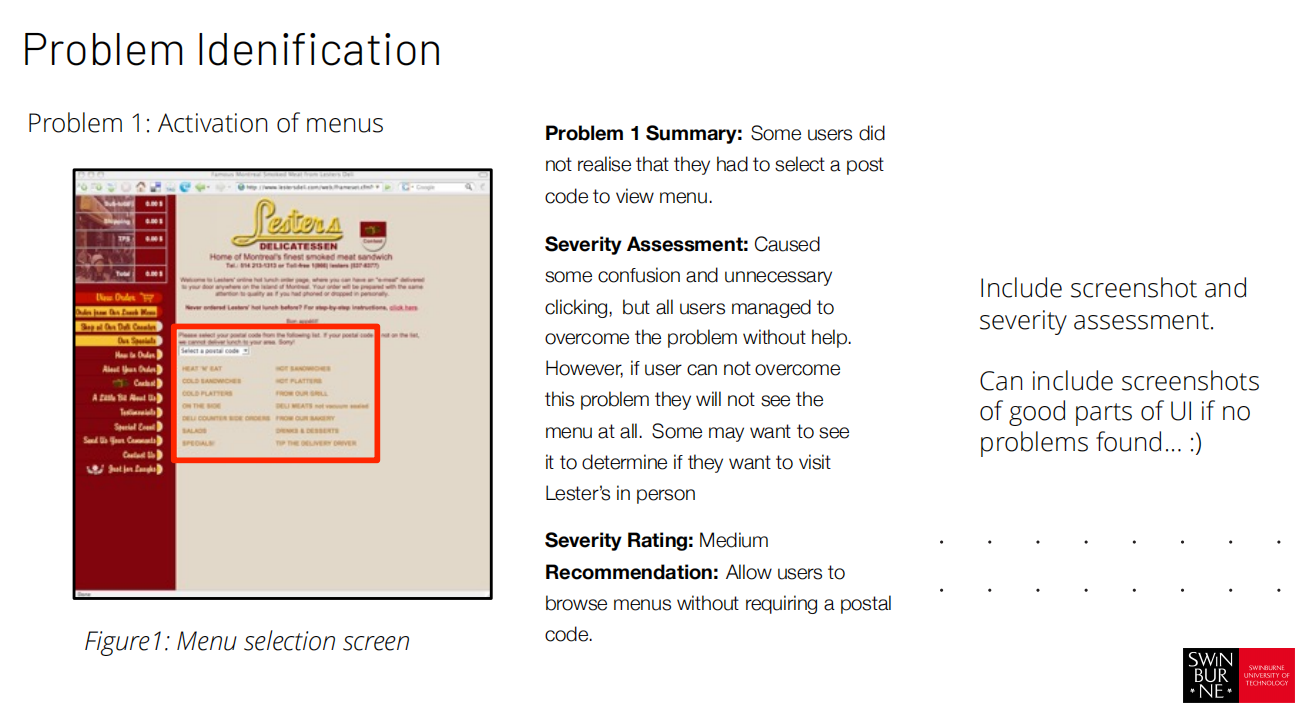 Problem Idenification
Problem 1: Activation of menus
Famous Montreal Smoked Meat from Lesters Deli
http://www.lestersdeli.com/web/frameset.cfm?
Google
Sub-total
0.00 $
Shipping
0.00 $
TPS
0.00 $
0.00 $
Total
0.00 $
View Order
Order from Our Lunch Menu
Shop at Our Deli Counter
Our Specials
How to Order
About Your Order
Contest
A Little Bit About Us
Testimonials
Special Event
Send Us Your Comments
Contact Us
Just for Laughs
Lesters
DELICATESSEN
Contest
Home of Montreal's finest smoked meat sandwich
Tel.: 514 213-1313 or Toll-free 1(866) lesters (537-8377)
Welcome to Lesters' online hot lunch order page, where you can have an "e-meal" delivered
to your door anywhere on the island of Montreal. Your order will be prepared with the same
attention to quality as if you had phoned or dropped in personally.
Never ordered Lesters' hot lunch before? For step-by-step instructions, click here.
Bon appétit!
Please select your postal code from the following list. If your postal code not on the list,
we cannot deliver lunch to your area. Sorry!
Select a postal code
HEAT 'N' EAT
HOT SANDWICHES
COLD SANDWICHES
HOT PLATTERS
COLD PLATTERS
FROM OUR GRILL
ON THE SIDE
DELI MEATS not vacuum sealed
DELI COUNTER SIDE ORDERS
FROM OUR BAKERY
SALADS
DRINKS & DESSERTS
SPECIALS!
TIP THE DELIVERY DRIVER
Done
Figure1: Menu selection screen
Problem 1 Summary: Some users did
not realise that they had to select a post
code to view menu.
Severity Assessment: Caused
some confusion and unnecessary
clicking, but all users managed to
overcome the problem without help.
However, if user can not overcome
this problem they will not see the
menu at all. Some may want to see
it to determine if they want to visit
Lester's in person
Severity Rating: Medium
Recommendation: Allow users to
browse menus without requiring a postal
code.
Include screenshot and
severity assessment.
Can include screenshots
of good parts of UI if no
problems found... :)
SWIN
BUR
*NE*
SWINBURNE
UNIVERSITY OF
TECHNOLOGY